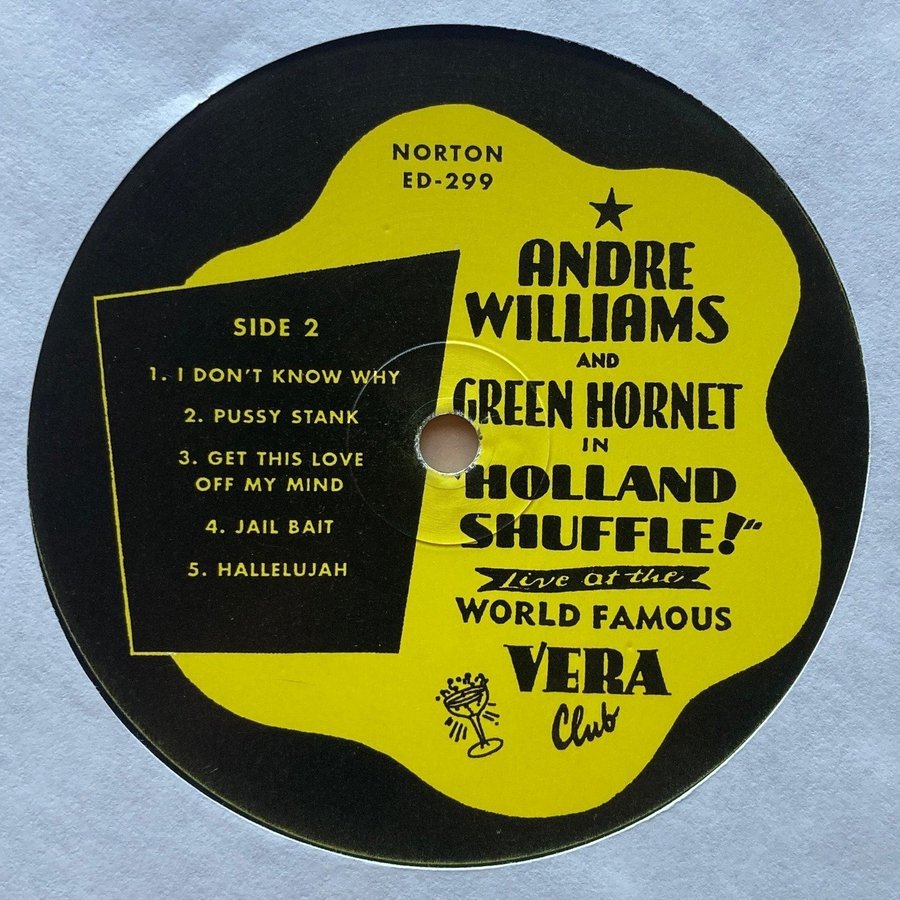 NORTON
ED-299
SIDE 2
1. I DON'T KNOW WHY
2. PUSSY STANK
3. GET THIS LOVE
OFF MY MIND
4. JAIL BAIT
5. HALLELUJAH
ANDRE
WILLIAMS
AND
GREEN HORNET
IN
"HOLLAND
SHUFFLE!"
Live at the
WORLD FAMOUS
VERA
Club